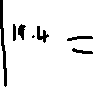 19.4 =